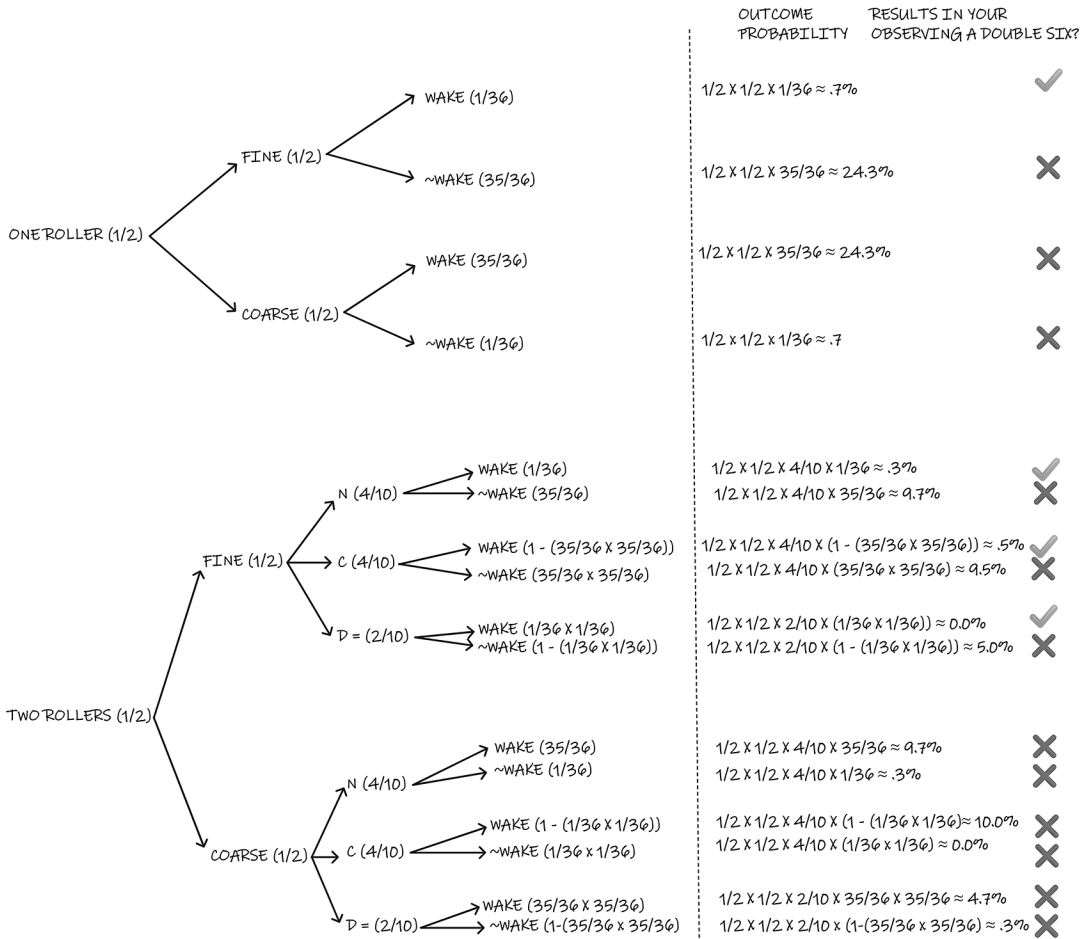 OUTCOME
PROBABILITY
RESULTS IN YOUR
OBSERVING A DOUBLE SIX?
WAKE (1/36)
1/2 X 1/2 X 1/36 ≈ .7%
FINE (1/2)
~WAKE (35/36)
1/2 X 1/2 X 35/36 ≈ 24.3%
ONE ROLLER (1/2)
WAKE (35/36)
1/2 X 1/2 X 35/36 ≈ 24.3%
COARSE (1/2)
~WAKE (1/36)
1/2 X 1/2 X 1/36 ≈ .7
WAKE (1/36)
1/2 X 1/2 X 4/10 X 1/36 ≈ .3%
N (4/10)
~WAKE (35/36)
1/2 X 1/2 X 4/10 X 35/36 ≈ 9.7%
FINE (1/2)
WAKE (1 - (35/36 X 35/36))
1/2 X 1/2 X 4/10 X (1 - (35/36 X 35/36)) ≈ .5%
C (4/10)
~WAKE (35/36 X 35/36)
1/2 X 1/2 X 4/10 X (35/36 X 35/36) ≈ 9.5%
WAKE (1/36 X 1/36)
1/2 X 1/2 X 2/10 X (1/36 X 1/36)) ≈ 0.0%
D = (2/10)
~WAKE (1 - (1/36 X 1/36))
1/2 X 1/2 X 2/10 X (1 - (1/36 X 1/36)) ≈ 5.0%
TWO ROLLERS (1/2)
WAKE (35/36)
1/2 X 1/2 X 4/10 X 35/36 ≈ 9.7%
N (4/10)
~WAKE (1/36)
1/2 X 1/2 X 4/10 X 1/36 ≈ .3%
COARSE (1/2)
WAKE (1 - (1/36 X 1/36))
1/2 X 1/2 X 4/10 X (1 - (1/36 X 1/36)≈ 10.0%
C (4/10)
~WAKE (1/36 X 1/36)
1/2 X 1/2 X 4/10 X (1/36 X 1/36) ≈ 0.0%
WAKE (35/36 X 35/36)
1/2 X 1/2 X 2/10 X 35/36 X 35/36 ≈ 4.7%
D = (2/10)
~WAKE (1-(35/36 X 35/36)
1/2 X 1/2 X 2/10 X (1-(35/36 X 35/36) ≈ .3%